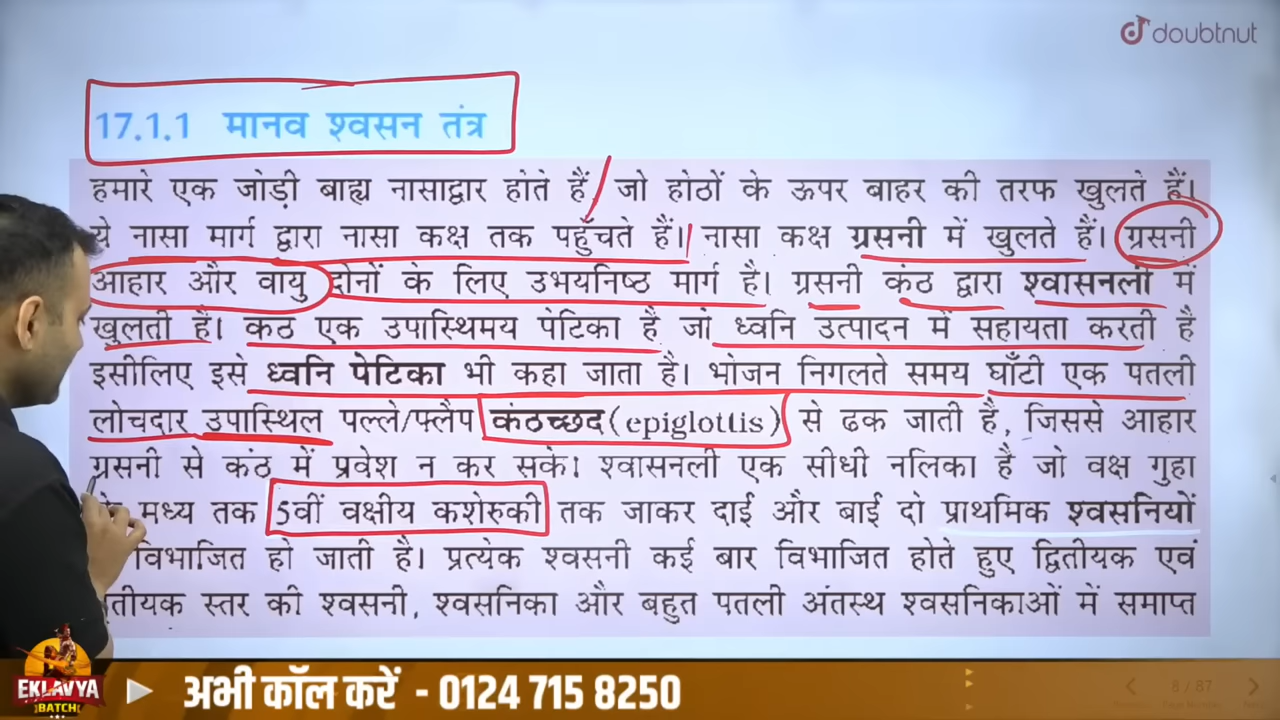 doubtnut
17.1.1 मानव श्वसन तंत्र
हमारे एक जोड़ी बाह्य नासाद्वार होते हैं, जो होठों के ऊपर बाहर की तरफ खुलते हैं।
ये नासा मार्ग द्वारा नासा कक्ष तक पहुँचते हैं। नासा कक्ष ग्रसनी में खुलते हैं। ग्रसनी
आहार और वायु दोनों के लिए उभयनिष्ठ मार्ग है। ग्रसनी कंठ द्वारा श्वासनली में
खुलती है। कंठ एक उपास्थिमय पेटिका है जो ध्वनि उत्पादन में सहायता करती है
इसीलिए इसे ध्वनि पेटिका भी कहा जाता है। भोजन निगलते समय घाँटी एक पतली
लोचदार उपास्थिल पल्ले/फ्लैप कंठच्छद (epiglottis) से ढक जाती है, जिससे आहार
ग्रसनी से कंठ में प्रवेश न कर सके। श्वासनली एक सीधी नलिका है जो वक्ष गुहा
मध्य तक 5वीं वक्षीय कशेरुकी तक जाकर दाईं और बाईं दो प्राथमिक श्वसनियों
विभाजित हो जाती है। प्रत्येक श्वसनी कई बार विभाजित होते हुए द्वितीयक एवं
स्तर की श्वसनी, श्वसनिका और बहुत पतली अंतस्थ श्वसनिकाओं में समाप्त
EKLAVYA
BATCH
अभी कॉल करें - 0124 715 8250
8 / 87